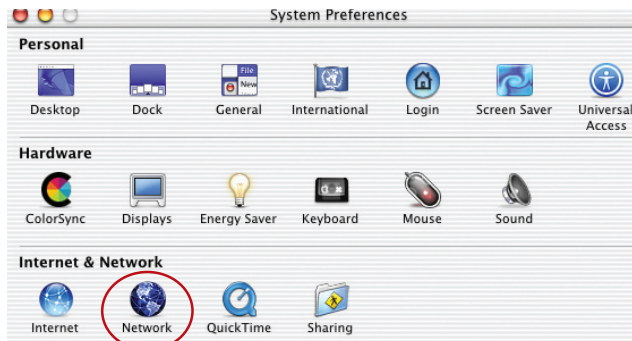 System Preferences
Personal
File
New
Desktop Dock General International Login Screen Saver Universal
Access
Hardware
ColorSync Displays Energy Saver Keyboard Mouse Sound
Internet & Network
Internet Network QuickTime Sharing